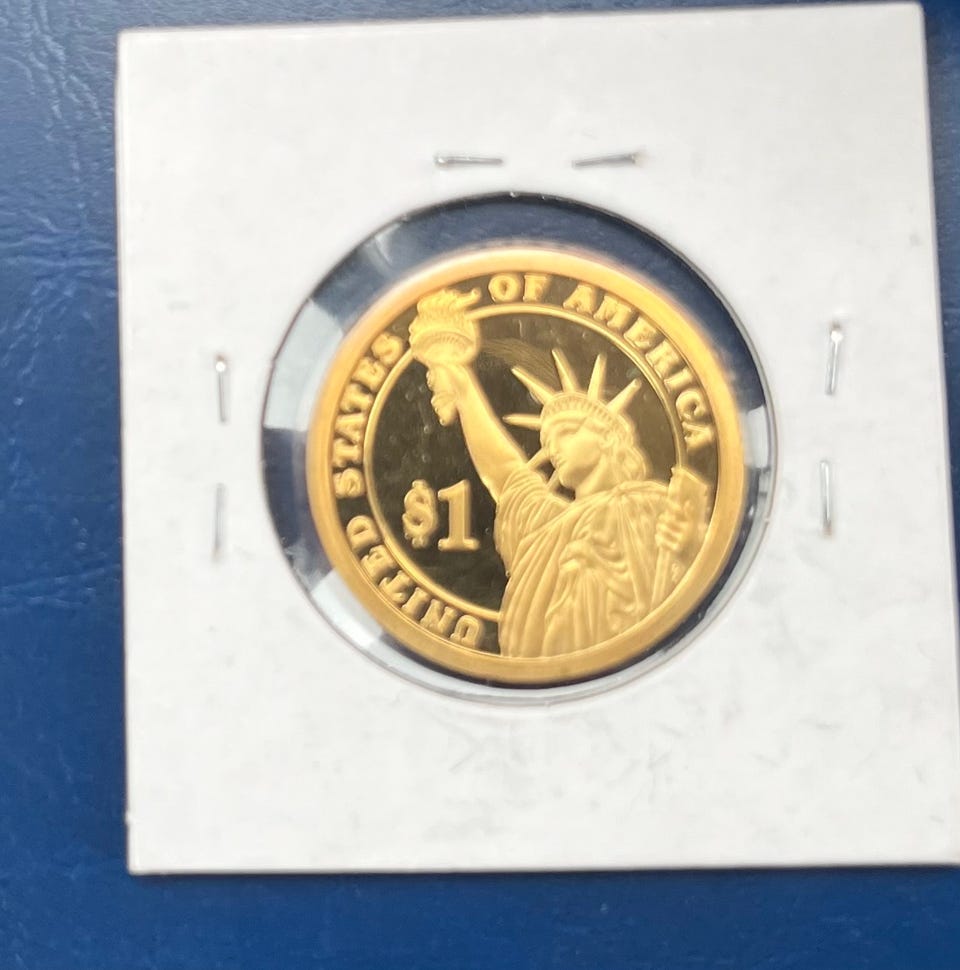 UNITED STATES OF AMERICA
$1